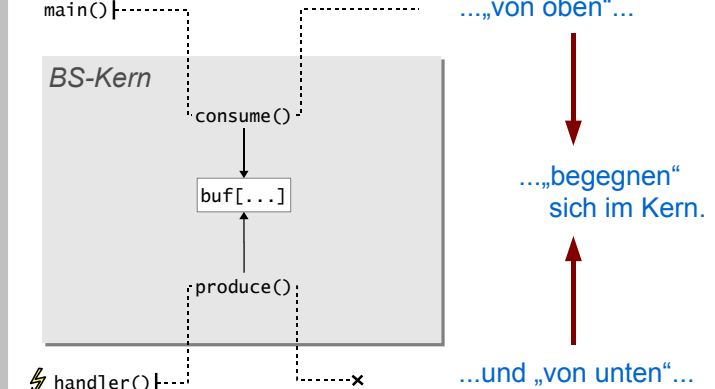 main()
...„von oben“...
BS-Kern
consume()
buf[...]
...„begegnen“
sich im Kern.
produce()
handler()
...und „von unten“...